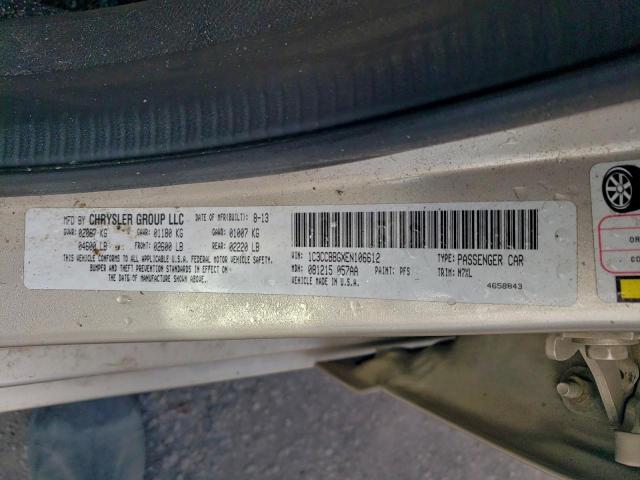 MFD BY CHRYSLER GROUP LLC DATE OF MFR(BUILT) 8-13
GVWR: 02087 KG GAWR: 01180 KG GAWR: 01007 KG
04600 LB FRONT: 02600 LB REAR: 02220 LB
THIS VEHICLE CONFORMS TO ALL APPLICABLE U.S.A. FEDERAL MOTOR VEHICLE SAFETY,
BUMPER AND THEFT PREVENTION STANDARDS IN EFFECT ON
THE DATE OF MANUFACTURE SHOWN ABOVE.
VIN: 1C3CCBBGXEN106612 TYPE: PASSENGER CAR
MDH: 081215 957AA PAINT: PFS TRIM: M7XL
VEHICLE MADE IN U.S.A.
4658843
OR